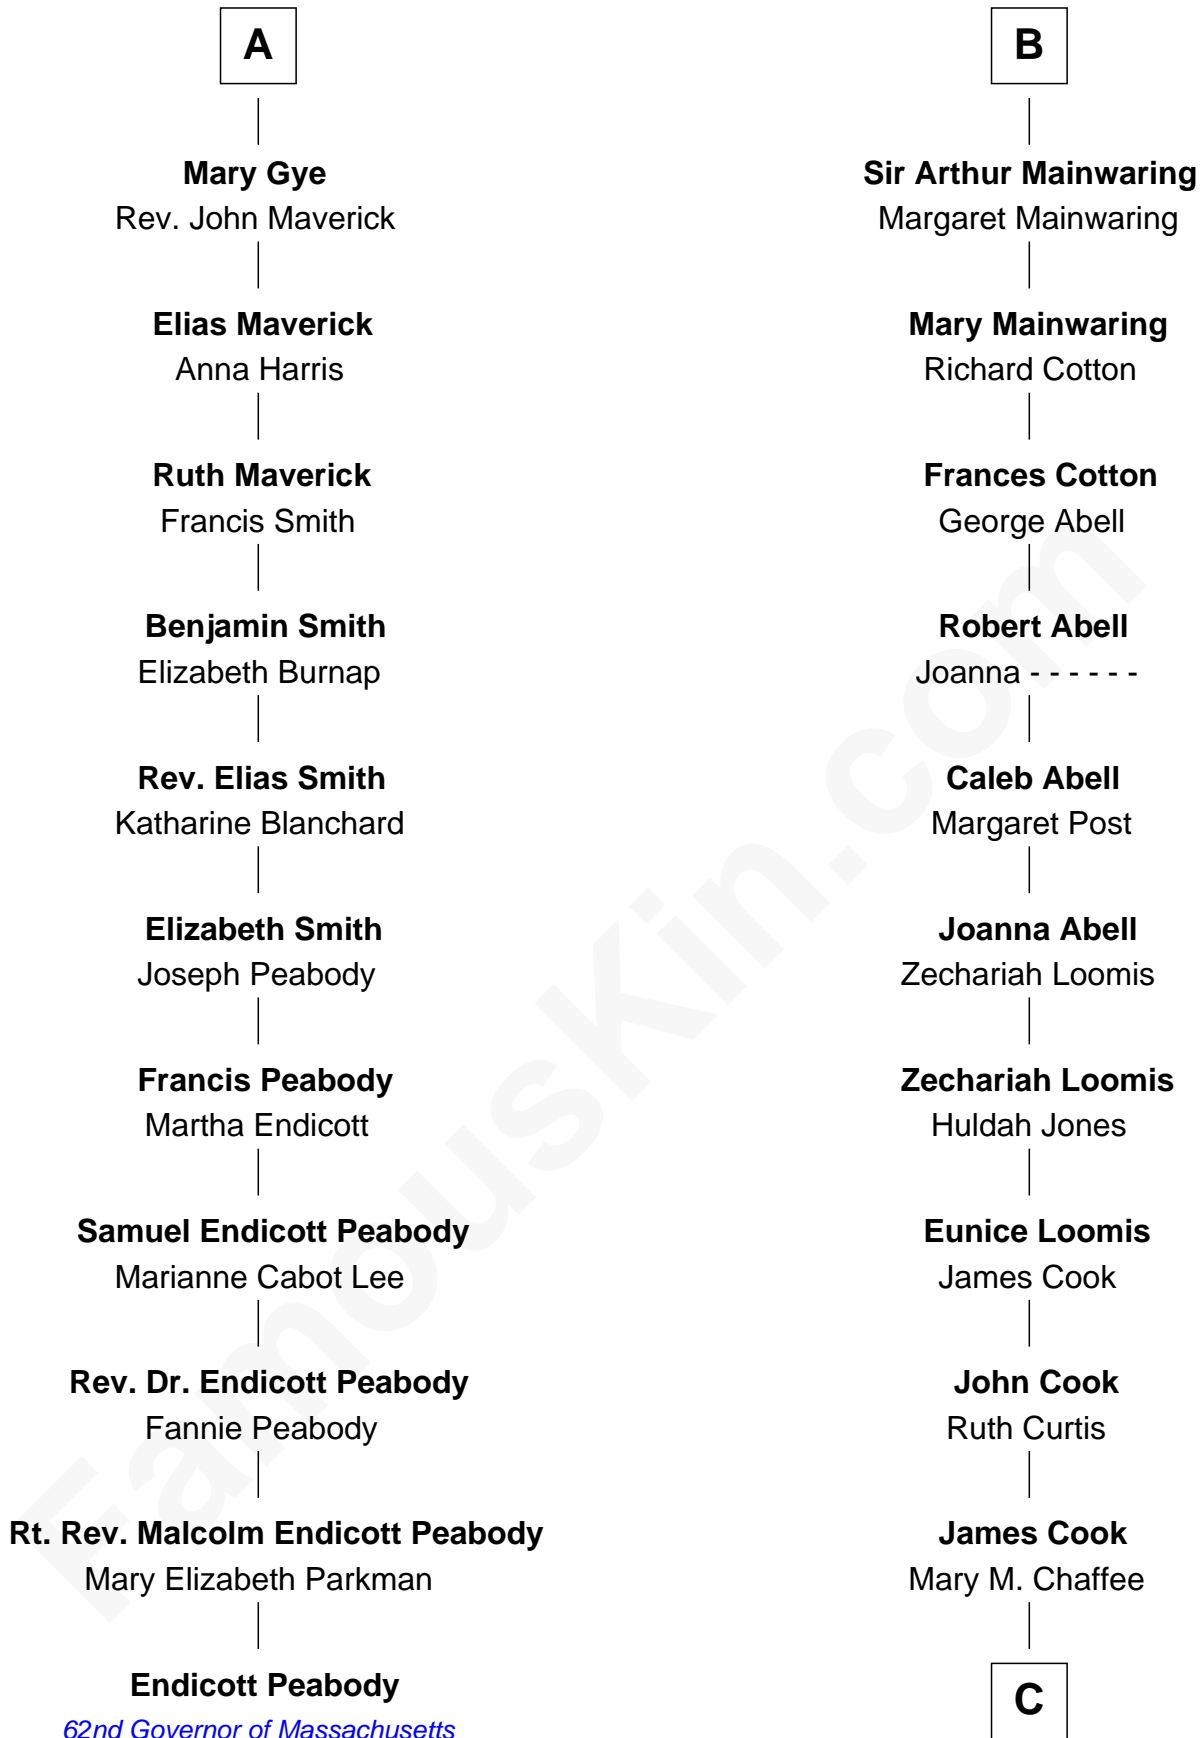 A
Mary Gye
Rev. John Maverick
Elias Maverick
Anna Harris
Ruth Maverick
Francis Smith
Benjamin Smith
Elizabeth Burnap
Rev. Elias Smith
Katharine Blanchard
Elizabeth Smith
Joseph Peabody
Francis Peabody
Martha Endicott
Samuel Endicott Peabody
Marianne Cabot Lee
Rev. Dr. Endicott Peabody
Fannie Peabody
Rt. Rev. Malcolm Endicott Peabody
Mary Elizabeth Parkman
Endicott Peabody
62nd Governor of Massachusetts
B
Sir Arthur Mainwaring
Margaret Mainwaring
Mary Mainwaring
Richard Cotton
Frances Cotton
George Abell
Robert Abell
Joanna - - - - - -
Caleb Abell
Margaret Post
Joanna Abell
Zechariah Loomis
Zechariah Loomis
Huldah Jones
Eunice Loomis
James Cook
John Cook
Ruth Curtis
James Cook
Mary M. Chaffee
C
FamousKin.com